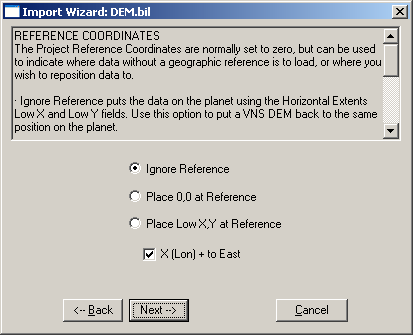 Import Wizard: DEM.bil
REFERENCE COORDINATES
The Project Reference Coordinates are normally set to zero, but can be used
to indicate where data without a geographic reference is to load, or where you
wish to reposition data to.
· Ignore Reference puts the data on the planet using the Horizontal Extents
Low X and Low Y fields. Use this option to put a VNS DEM back to the same
position on the planet.
Ignore Reference
Place 0,0 at Reference
Place Low X,Y at Reference
X (Lon) + to East
<-- Back Next --> Cancel